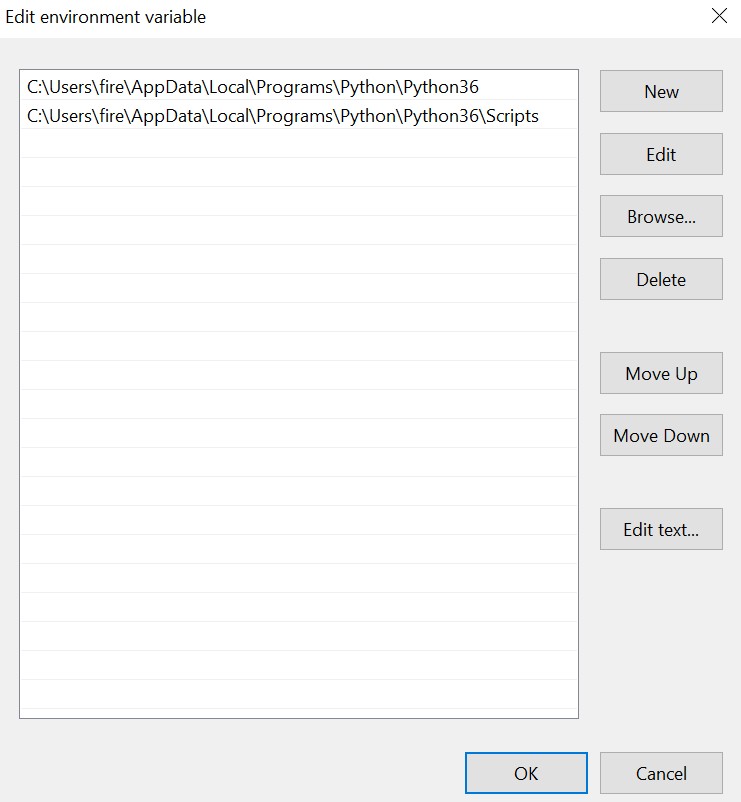 Edit environment variable
C:\Users\fire\AppData\Local\Programs\Python\Python36
C:\Users\fire\AppData\Local\Programs\Python\Python36\Scripts
New
Edit
Browse...
Delete
Move Up
Move Down
Edit text...
OK
Cancel